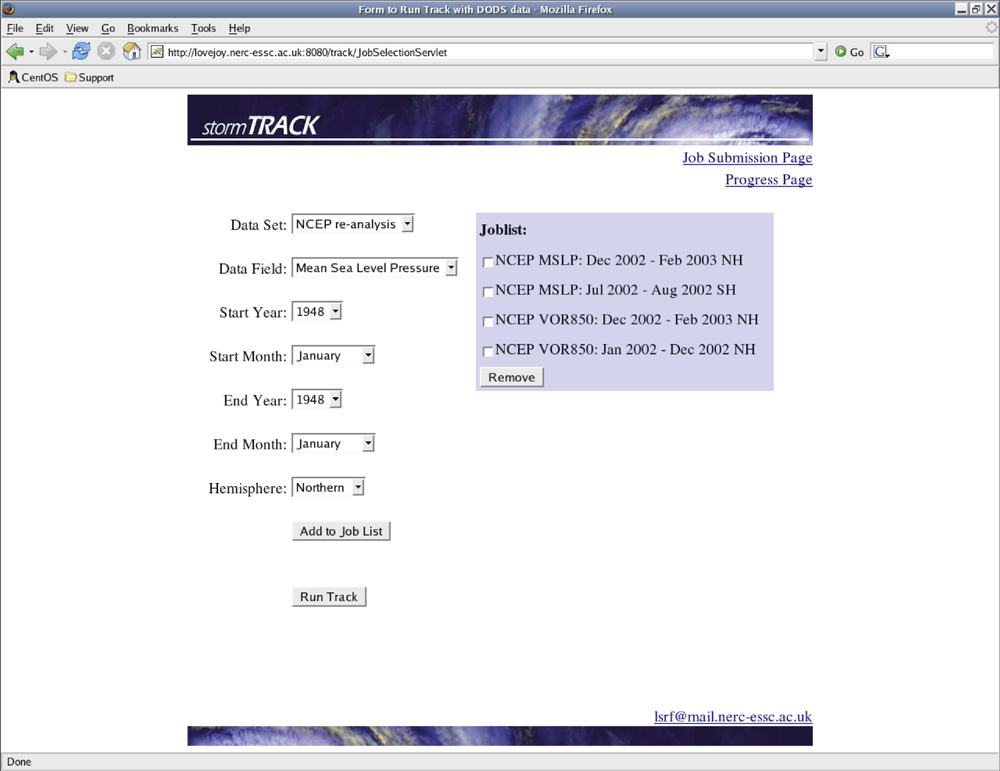 Form to Run Track with DODS data - Mozilla Firefox
File Edit View Go Bookmarks Tools Help
http://lovejoy.nerc-essc.ac.uk:8080/track/JobSelectionServlet Go
CentOS Support
stormTRACK
Job Submission Page
Progress Page
Data Set: NCEP re-analysis
Data Field: Mean Sea Level Pressure
Start Year: 1948
Start Month: January
End Year: 1948
End Month: January
Hemisphere: Northern
Add to Job List
Run Track
Joblist:
NCEP MSLP: Dec 2002 - Feb 2003 NH
NCEP MSLP: Jul 2002 - Aug 2002 SH
NCEP VOR850: Dec 2002 - Feb 2003 NH
NCEP VOR850: Jan 2002 - Dec 2002 NH
Remove
lsrf@mail.nerc-essc.ac.uk
Done